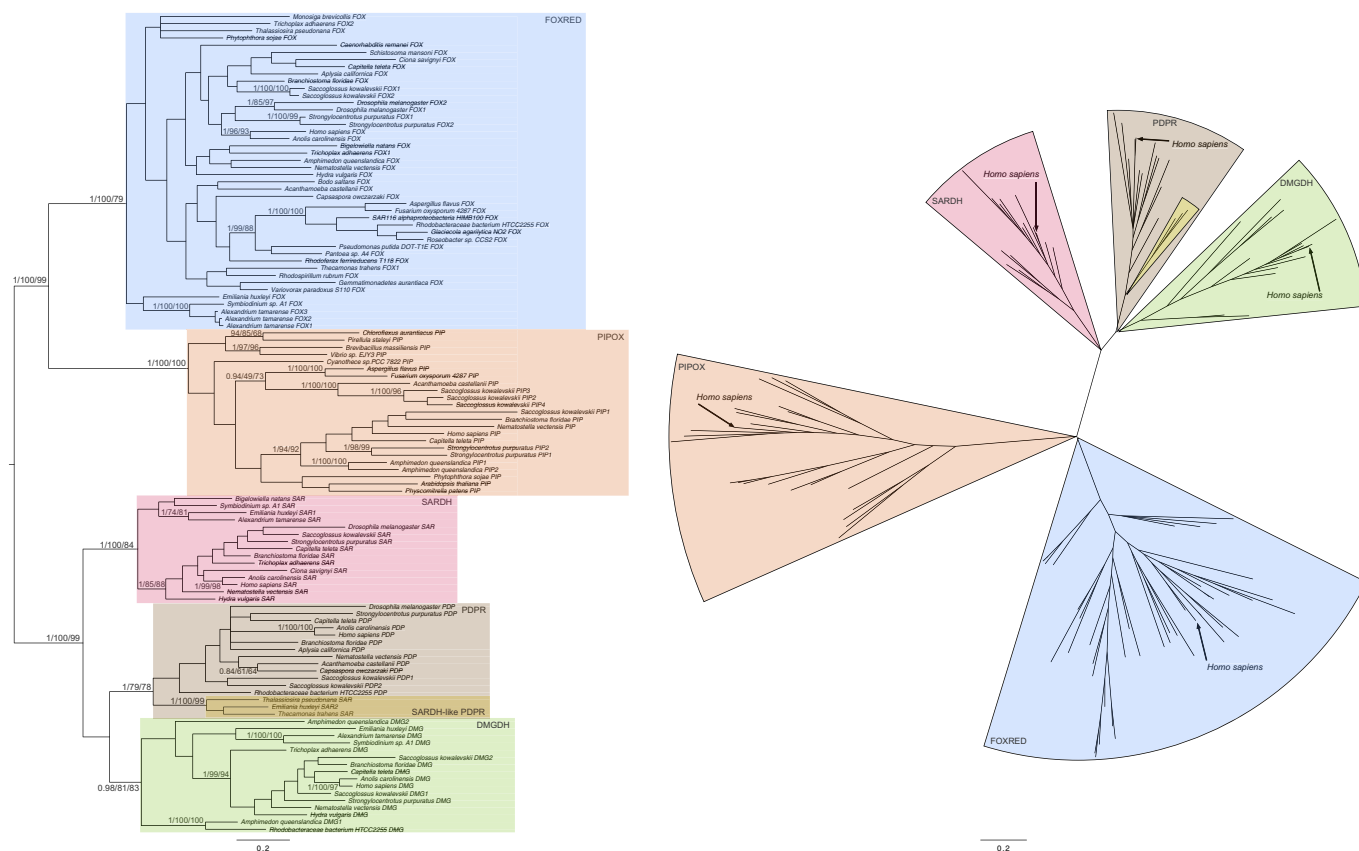 Monosiga brevicollis FOX
FOXRED
Trichoplax adhaerens FOX2
Thalassiosira pseudonana FOX
Phytophthora sojae FOX
Caenorhabditis remanei FOX
Schistosoma mansoni FOX
Ciona savignyi FOX
Capitella teleta FOX
Aplysia californica FOX
Branchiostoma floridae FOX
1/100/100
Saccoglossus kowalevskii FOX1
Saccoglossus kowalevskii FOX2
1/85/97
Drosophila melanogaster FOX2
Drosophila melanogaster FOX1
1/100/99
Strongylocentrotus purpuratus FOX1
Strongylocentrotus purpuratus FOX2
1/96/93
Homo sapiens FOX
Anolis carolinensis FOX
Bigelowiella natans FOX
Trichoplax adhaerens FOX1
Amphimedon queenslandica FOX
Nematostella vectensis FOX
Hydra vulgaris FOX
Bodo saltans FOX
Acanthamoeba castellanii FOX
Capsaspora owczarzaki FOX
1/100/79
Aspergillus flavus FOX
1/100/100
Fusarium oxysporum 4287 FOX
SAR116 alphaproteobacteria HIMB100 FOX
Rhodobacteraceae bacterium HTCC2255 FOX
1/99/88
Glaciecola agarilytica NO2 FOX
Roseobacter sp. CCS2 FOX
Pseudomonas putida DOT-T1E FOX
Pantoea sp. A4 FOX
Rhodoferax ferrireducens T118 FOX
Thecamonas trahens FOX1
Rhodospirillum rubrum FOX
1/100/99
Gemmatimonadetes aurantiaca FOX
Variovorax paradoxus S110 FOX
Emiliania huxleyi FOX
1/100/100
Symbiodinium sp. A1 FOX
Alexandrium tamarense FOX3
Alexandrium tamarense FOX2
Alexandrium tamarense FOX1
94/85/68
Chloroflexus aurantiacus PIP
PIPOX
Pirellula staleyi PIP
1/97/96
Brevibacillus massiliensis PIP
Vibrio sp. EJY3 PIP
1/100/100
Cyanothece sp.PCC 7822 PIP
1/100/100
Aspergillus flavus PIP
0.94/49/73
Fusarium oxysporum 4287 PIP
1/100/100
Acanthamoeba castellanii PIP
1/100/96
Saccoglossus kowalevskii PIP3
Saccoglossus kowalevskii PIP2
Saccoglossus kowalevskii PIP4
Saccoglossus kowalevskii PIP1
Branchiostoma floridae PIP
Nematostella vectensis PIP
Homo sapiens PIP
Capitella teleta PIP
1/94/92
1/98/99
Strongylocentrotus purpuratus PIP2
Strongylocentrotus purpuratus PIP1
1/100/100
Amphimedon queenslandica PIP1
Amphimedon queenslandica PIP2
Phytophthora sojae PIP
Arabidopsis thaliana PIP
Physcomitrella patens PIP
Bigelowiella natans SAR
SARDH
Symbiodinium sp. A1 SAR
1/74/81
Emiliania huxleyi SAR1
Alexandrium tamarense SAR
Drosophila melanogaster SAR
Saccoglossus kowalevskii SAR
Strongylocentrotus purpuratus SAR
1/100/84
Capitella teleta SAR
Branchiostoma floridae SAR
Trichoplax adhaerens SAR
Ciona savignyi SAR
Anolis carolinensis SAR
1/85/88
1/99/98
Homo sapiens SAR
Nematostella vectensis SAR
Hydra vulgaris SAR
Drosophila melanogaster PDP
PDPR
Strongylocentrotus purpuratus PDP
Capitella teleta PDP
1/100/100
Anolis carolinensis PDP
Homo sapiens PDP
1/100/99
Branchiostoma floridae PDP
Aplysia californica PDP
Nematostella vectensis PDP
Acanthamoeba castellanii PDP
0.84/61/64
Capsaspora owczarzaki PDP
Saccoglossus kowalevskii PDP1
1/79/78
Saccoglossus kowalevskii PDP2
Rhodobacteraceae bacterium HTCC2255 PDP
1/100/99
Thalassiosira pseudonana SAR
Emiliania huxleyi SAR2
Thecamonas trahens SAR
SARDH-like PDPR
Amphimedon queenslandica DMG2
DMGDH
Emiliania huxleyi DMG
1/100/100
Alexandrium tamarense DMG
Symbiodinium sp. A1 DMG
Trichoplax adhaerens DMG
Saccoglossus kowalevskii DMG2
Branchiostoma floridae DMG
1/99/94
Capitella teleta DMG
Anolis carolinensis DMG
0.98/81/83
1/100/97
Homo sapiens DMG
Saccoglossus kowalevskii DMG1
Strongylocentrotus purpuratus DMG
Nematostella vectensis DMG
Hydra vulgaris DMG
1/100/100
Amphimedon queenslandica DMG1
Rhodobacteraceae bacterium HTCC2255 DMG
0.2
PDPR
Homo sapiens
Homo sapiens
SARDH
DMGDH
Homo sapiens
PIPOX
Homo sapiens
Homo sapiens
FOXRED
0.2